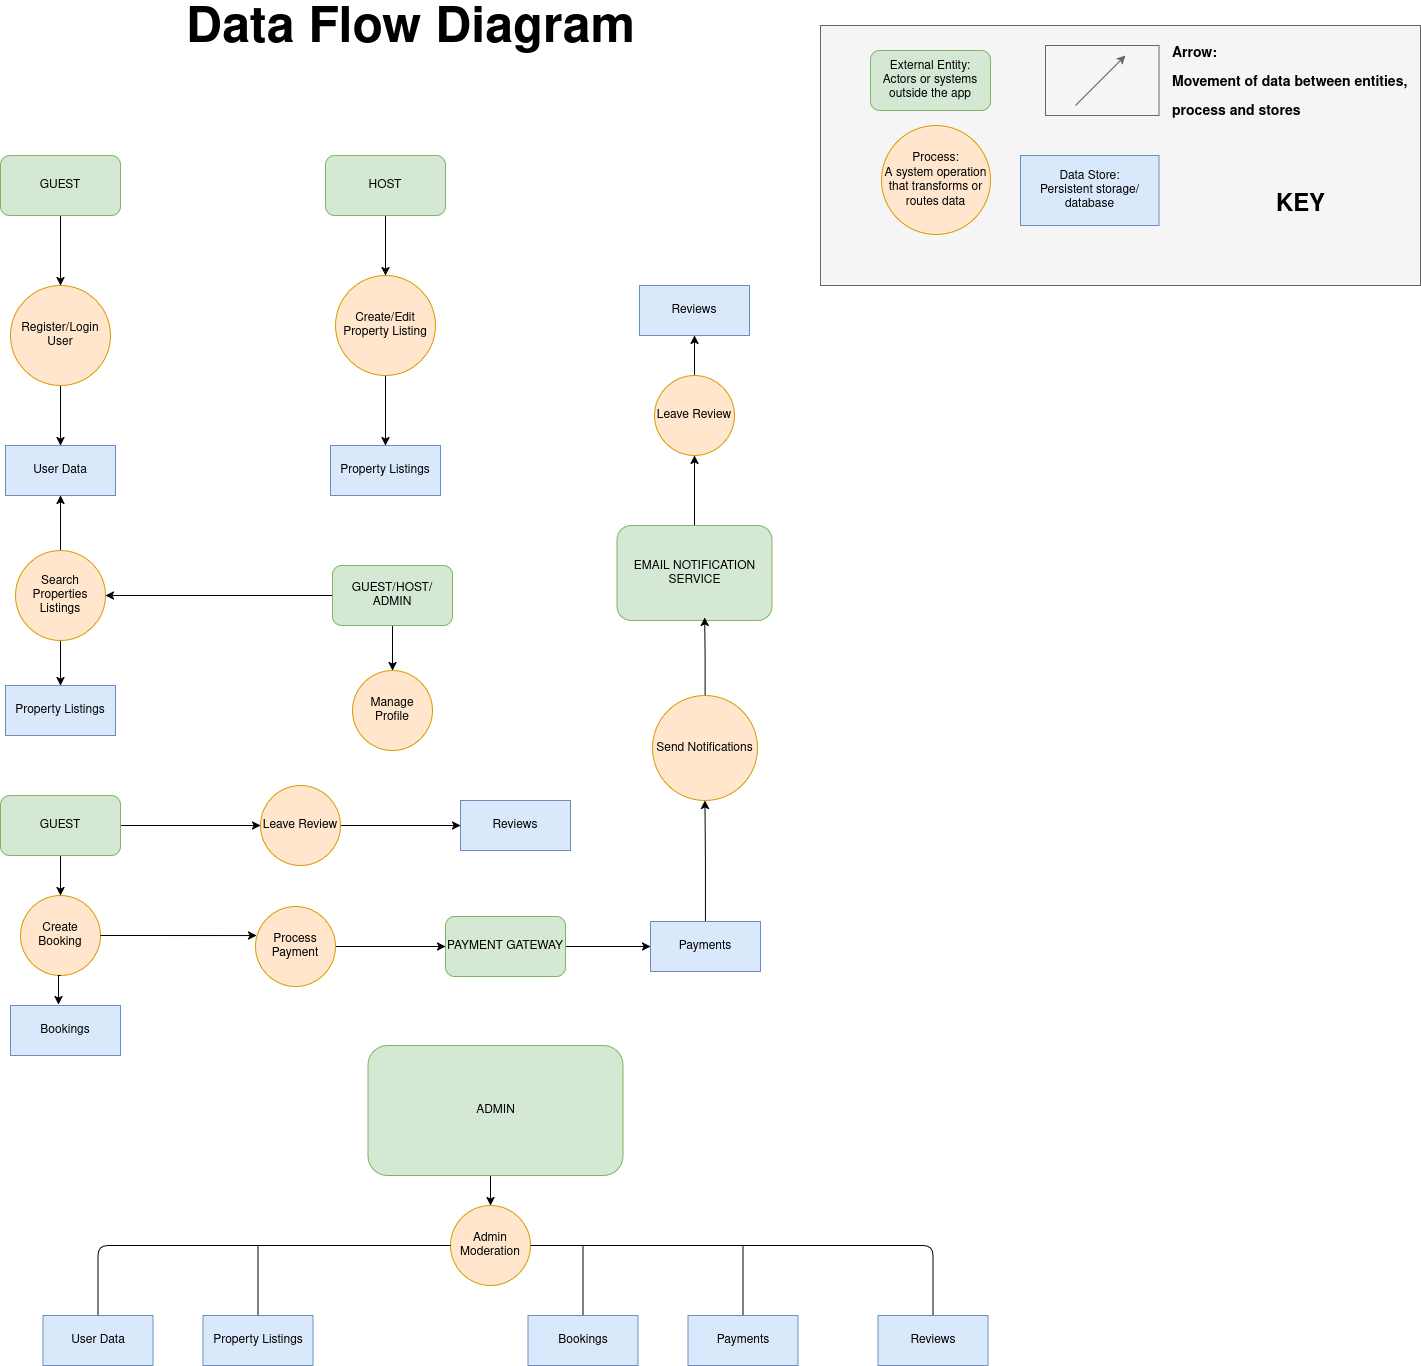 Data Flow Diagram
External Entity:
Actors or systems
outside the app
Arrow:
Movement of data between entities,
process and stores
Process:
A system operation
that transforms or
routes data
Data Store:
Persistent storage/
database
KEY
GUEST
HOST
Register/Login
User
Create/Edit
Property Listing
Reviews
Leave Review
User Data
Property Listings
EMAIL NOTIFICATION
SERVICE
Search
Properties
Listings
GUEST/HOST/
ADMIN
Property Listings
Manage
Profile
Send Notifications
GUEST
Leave Review
Reviews
Create
Booking
Process
Payment
PAYMENT GATEWAY
Payments
Bookings
ADMIN
Admin
Moderation
User Data
Property Listings
Bookings
Payments
Reviews